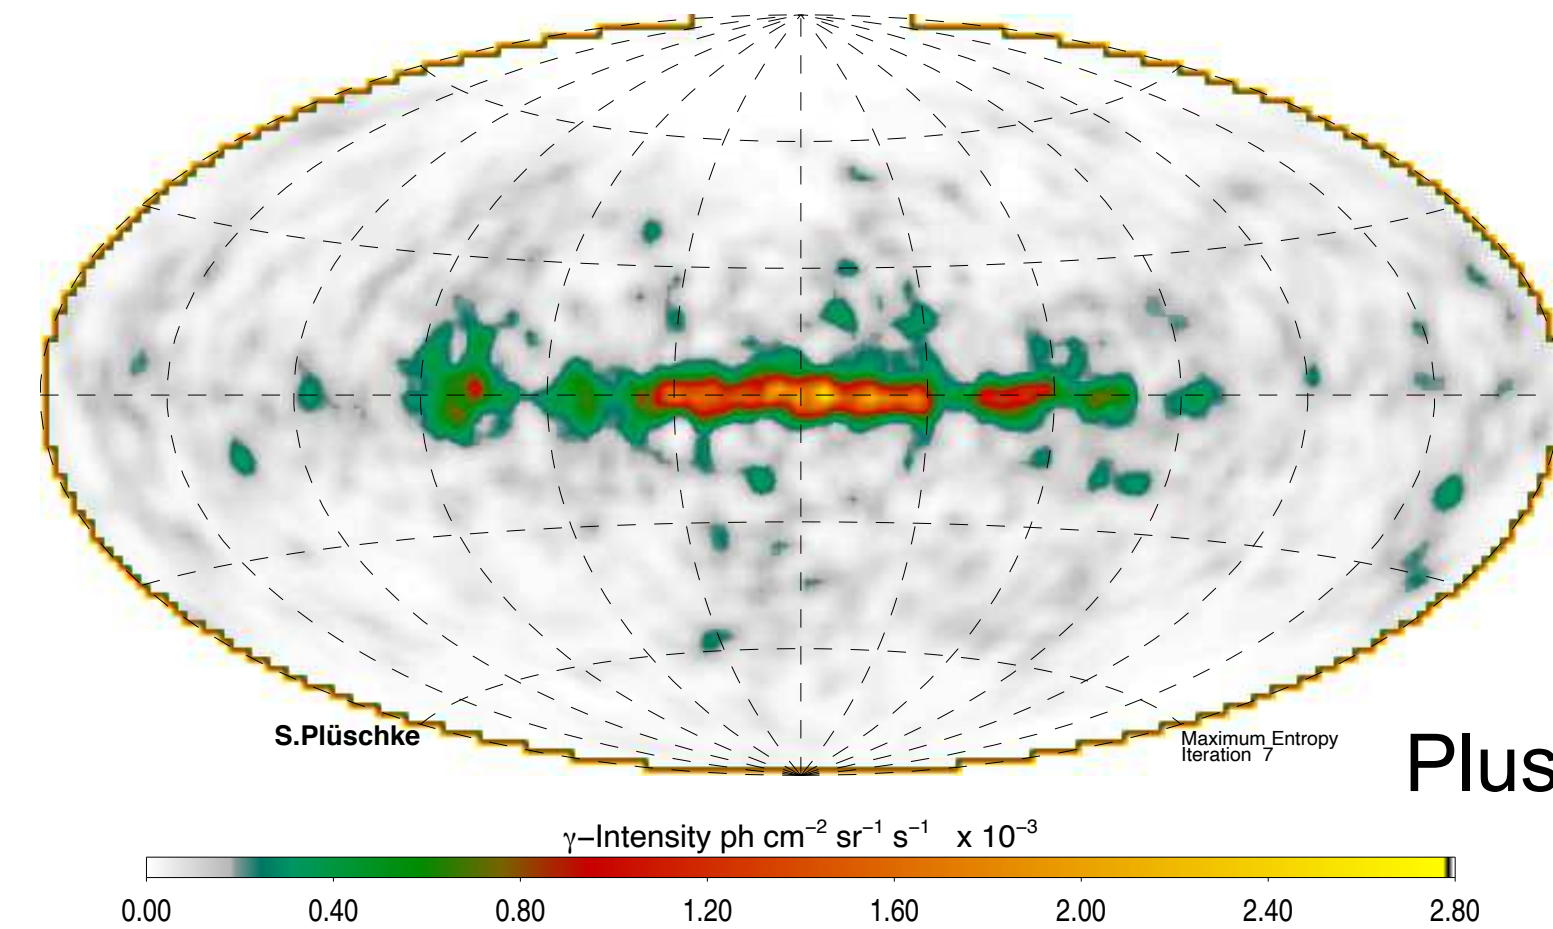 S.Plüschke
Maximum Entropy
Iteration 7
Plus
γ–Intensity ph cm⁻² sr⁻¹ s⁻¹ x 10⁻³
0.00 0.40 0.80 1.20 1.60 2.00 2.40 2.80